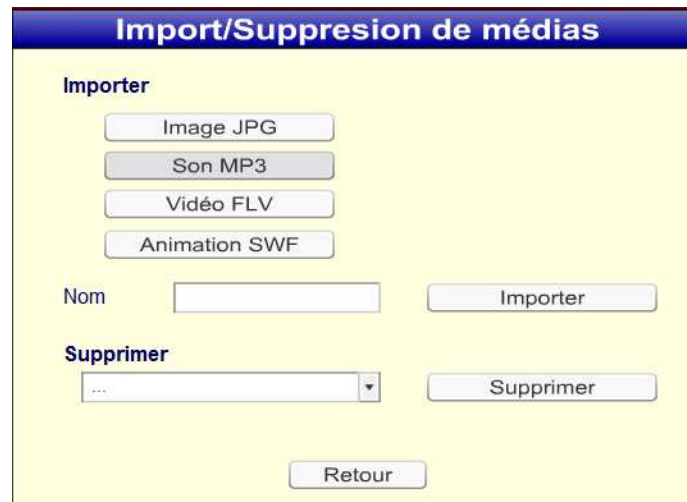 Import/Suppresion de médias
Importer
Image JPG
Son MP3
Vidéo FLV
Animation SWF
Nom Importer
Supprimer
... Supprimer
Retour